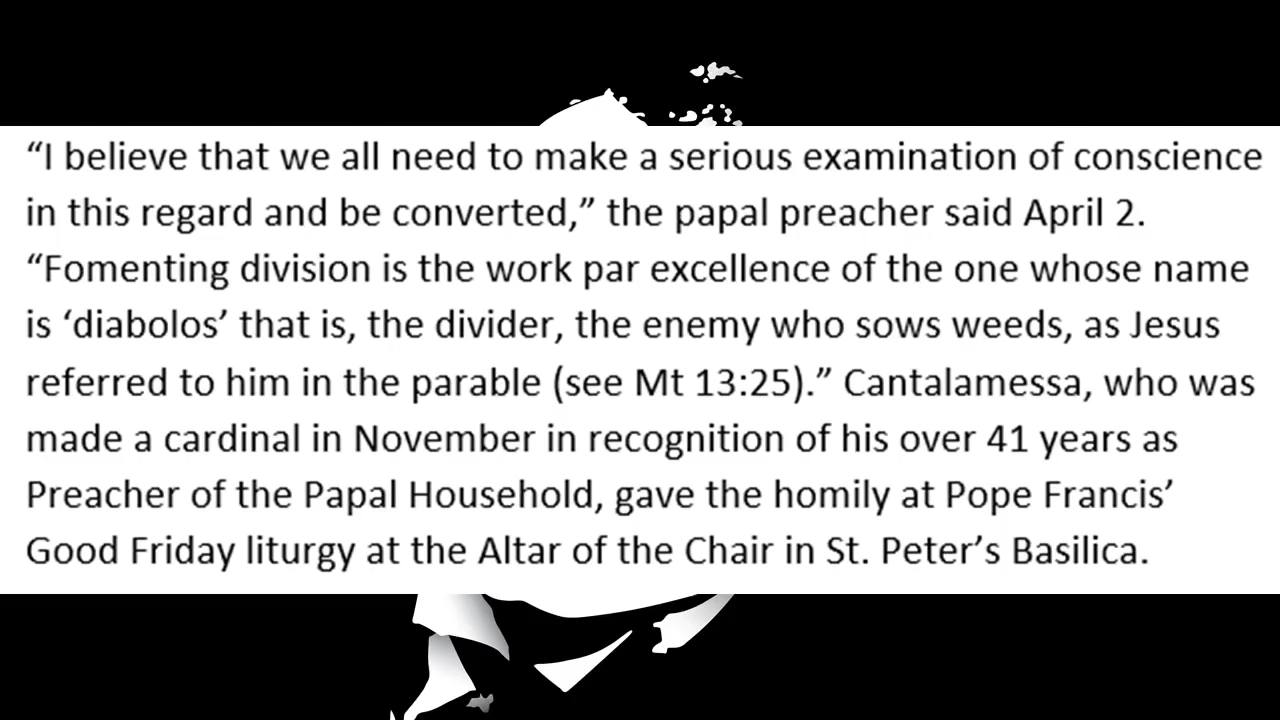 “I believe that we all need to make a serious examination of conscience
in this regard and be converted,” the papal preacher said April 2.
“Fomenting division is the work par excellence of the one whose name
is ‘diabolos’ that is, the divider, the enemy who sows weeds, as Jesus
referred to him in the parable (see Mt 13:25).” Cantalamessa, who was
made a cardinal in November in recognition of his over 41 years as
Preacher of the Papal Household, gave the homily at Pope Francis’
Good Friday liturgy at the Altar of the Chair in St. Peter’s Basilica.